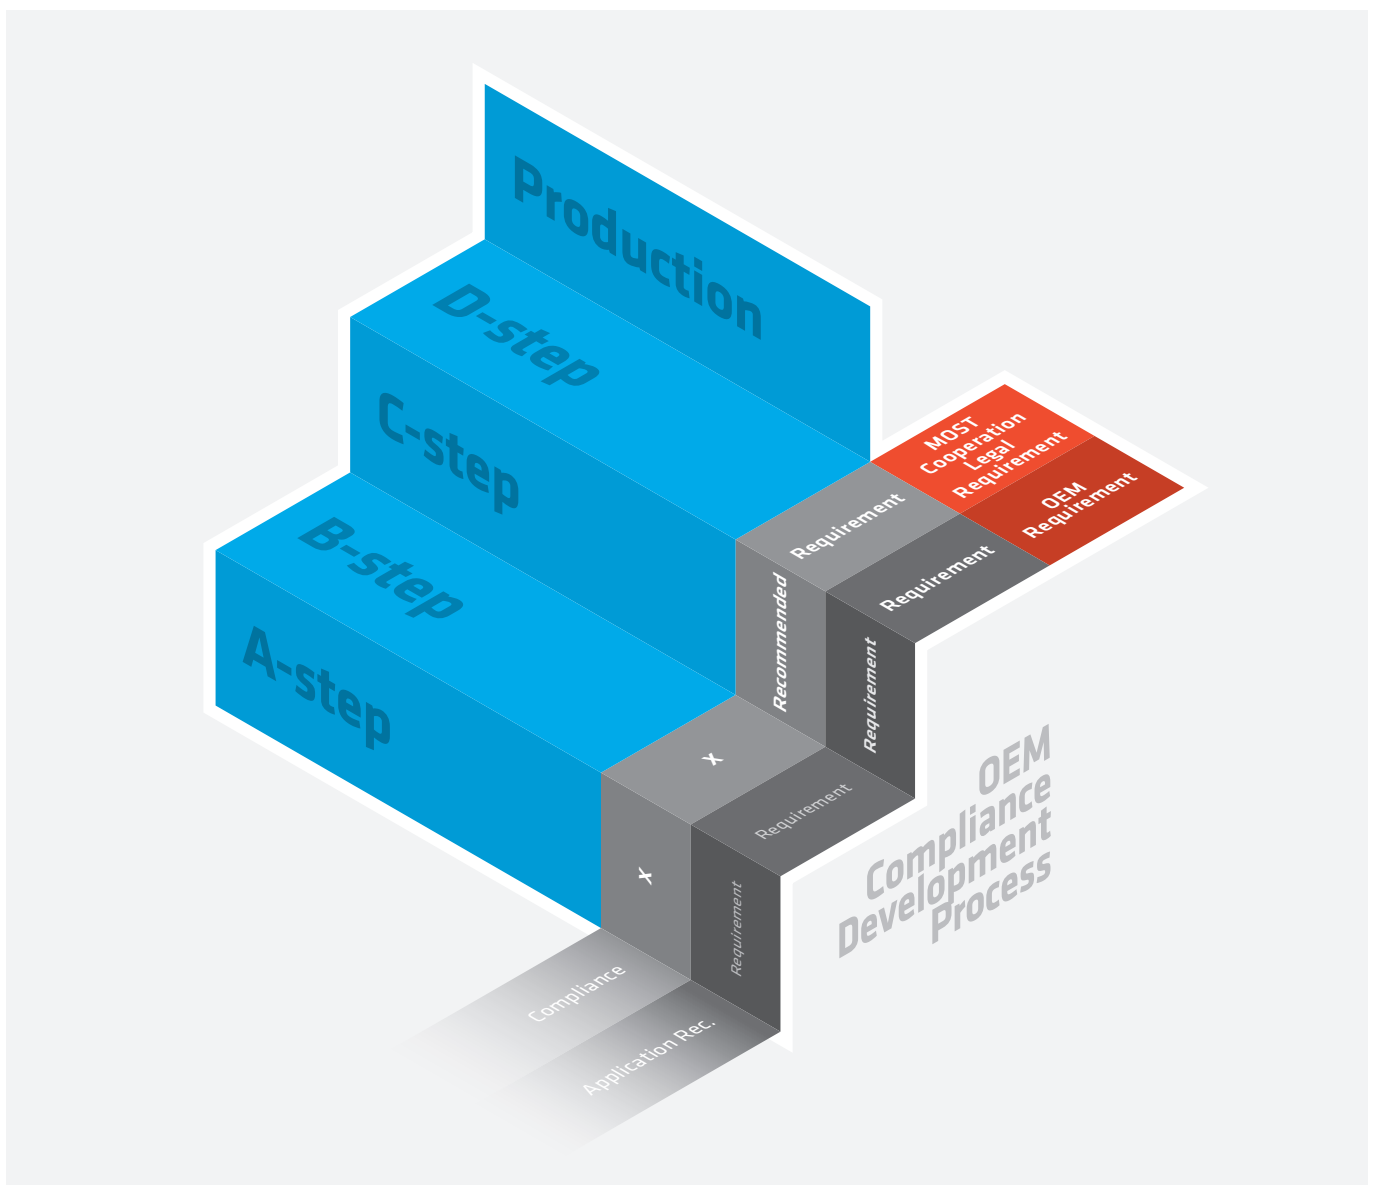 Production
D-step
C-step
B-step
A-step
MOST
Cooperation
Legal
Requirement
OEM
Requirement
Requirement
Requirement
Recommended
Requirement
X
Requirement
X
Requirement
Compliance
Application Rec.
OEM
Compliance
Development
Process